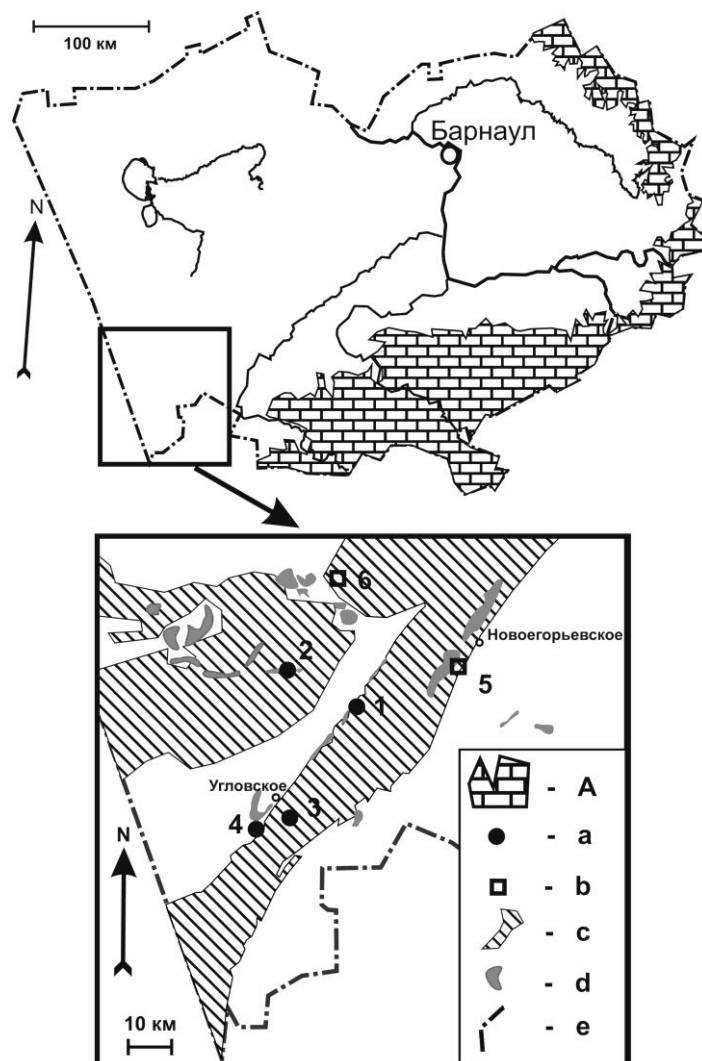 100 км
Барнаул
N
6
Новоегорьевское
2
5
1
Угловское
3
4
N
10 км
- A
- a
- b
- c
- d
- e